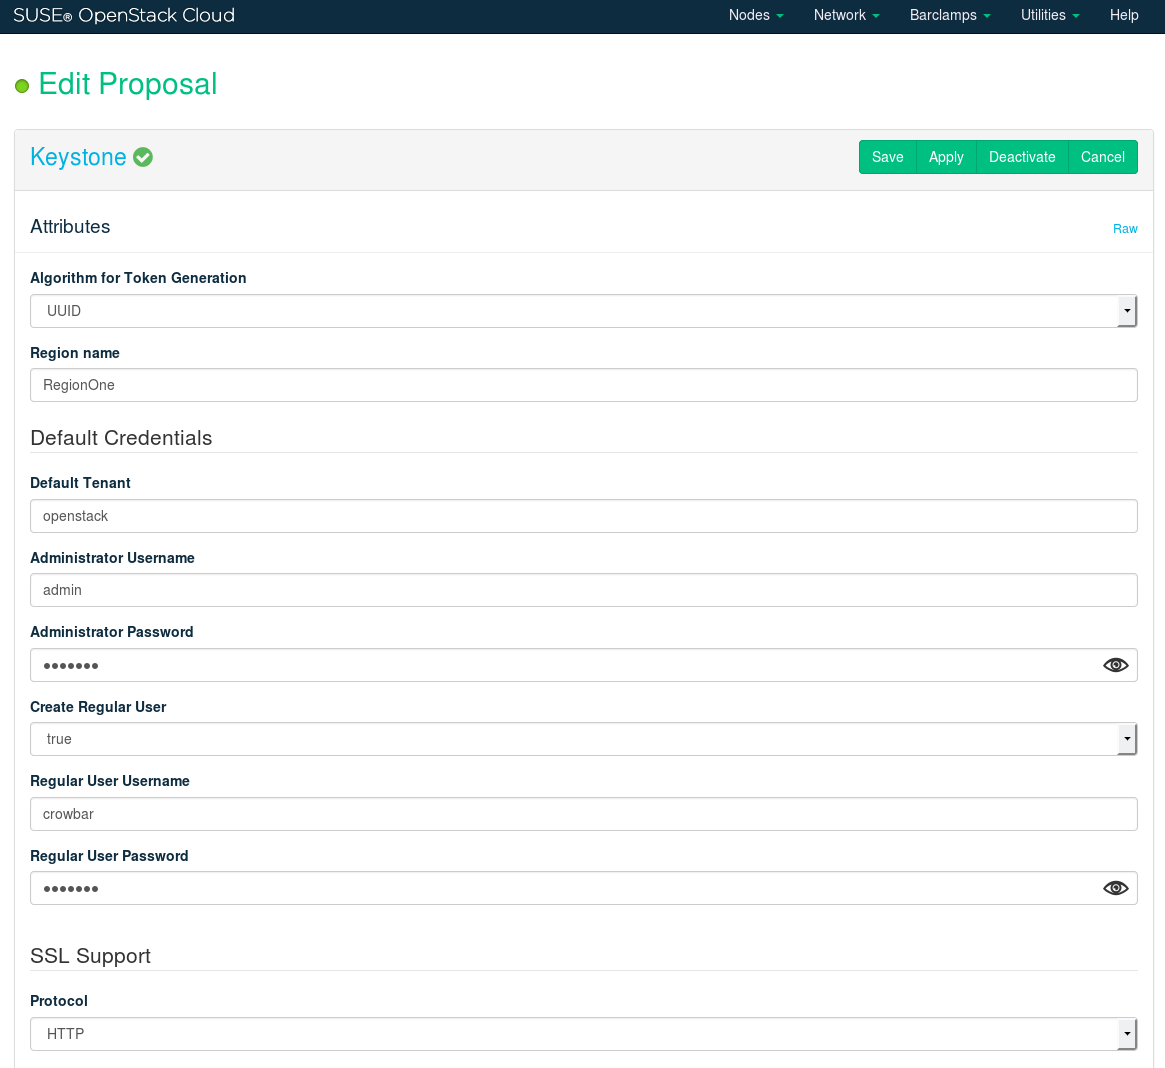 SUSE® OpenStack Cloud Nodes Network Barclamps Utilities Help
Edit Proposal
Keystone Save Apply Deactivate Cancel
Attributes Raw
Algorithm for Token Generation
UUID
Region name
RegionOne
Default Credentials
Default Tenant
openstack
Administrator Username
admin
Administrator Password
•••••••
Create Regular User
true
Regular User Username
crowbar
Regular User Password
•••••••
SSL Support
Protocol
HTTP